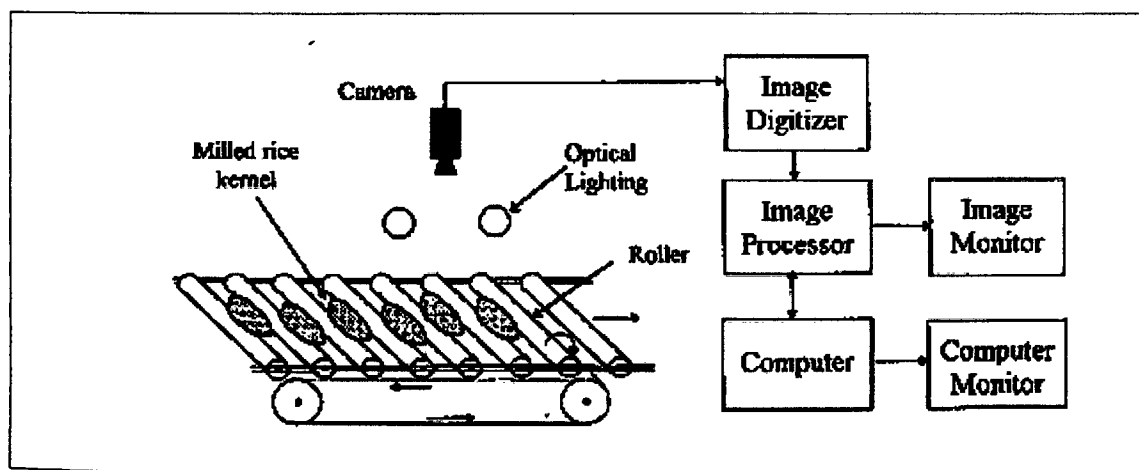 Camera
Milled rice
kernel
Optical
Lighting
Roller
Image
Digitizer
Image
Processor
Image
Monitor
Computer
Computer
Monitor